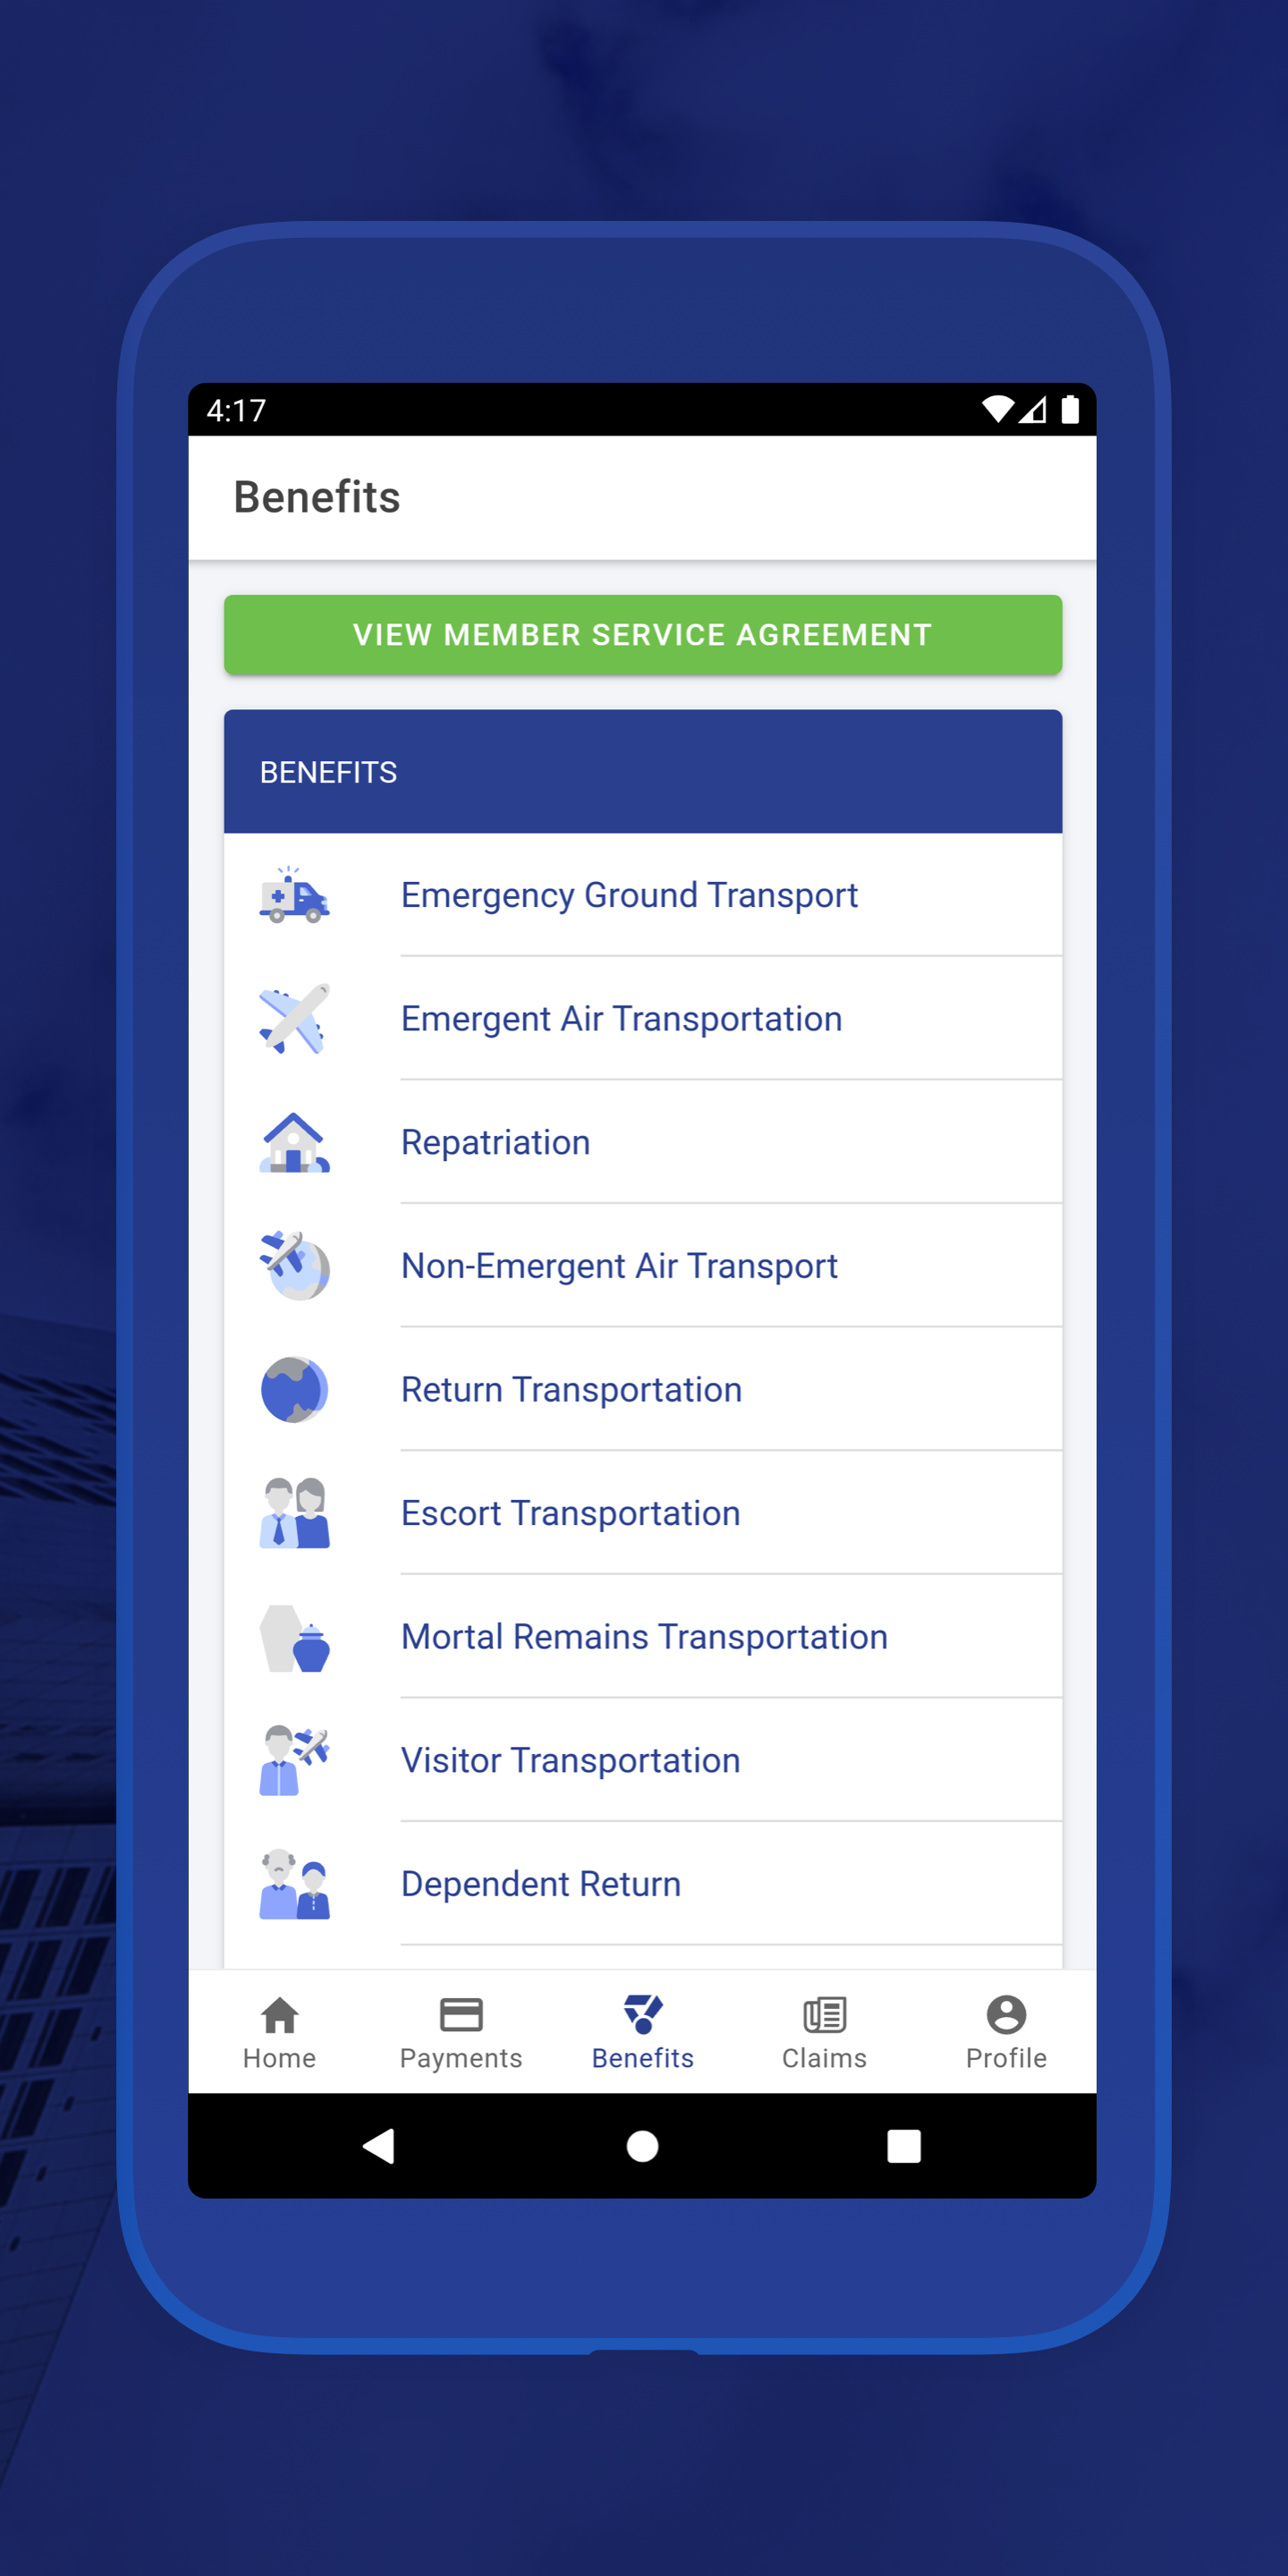 4:17
Benefits
VIEW MEMBER SERVICE AGREEMENT
BENEFITS
Emergency Ground Transport
Emergent Air Transportation
Repatriation
Non-Emergent Air Transport
Return Transportation
Escort Transportation
Mortal Remains Transportation
Visitor Transportation
Dependent Return
Home Payments Benefits Claims Profile